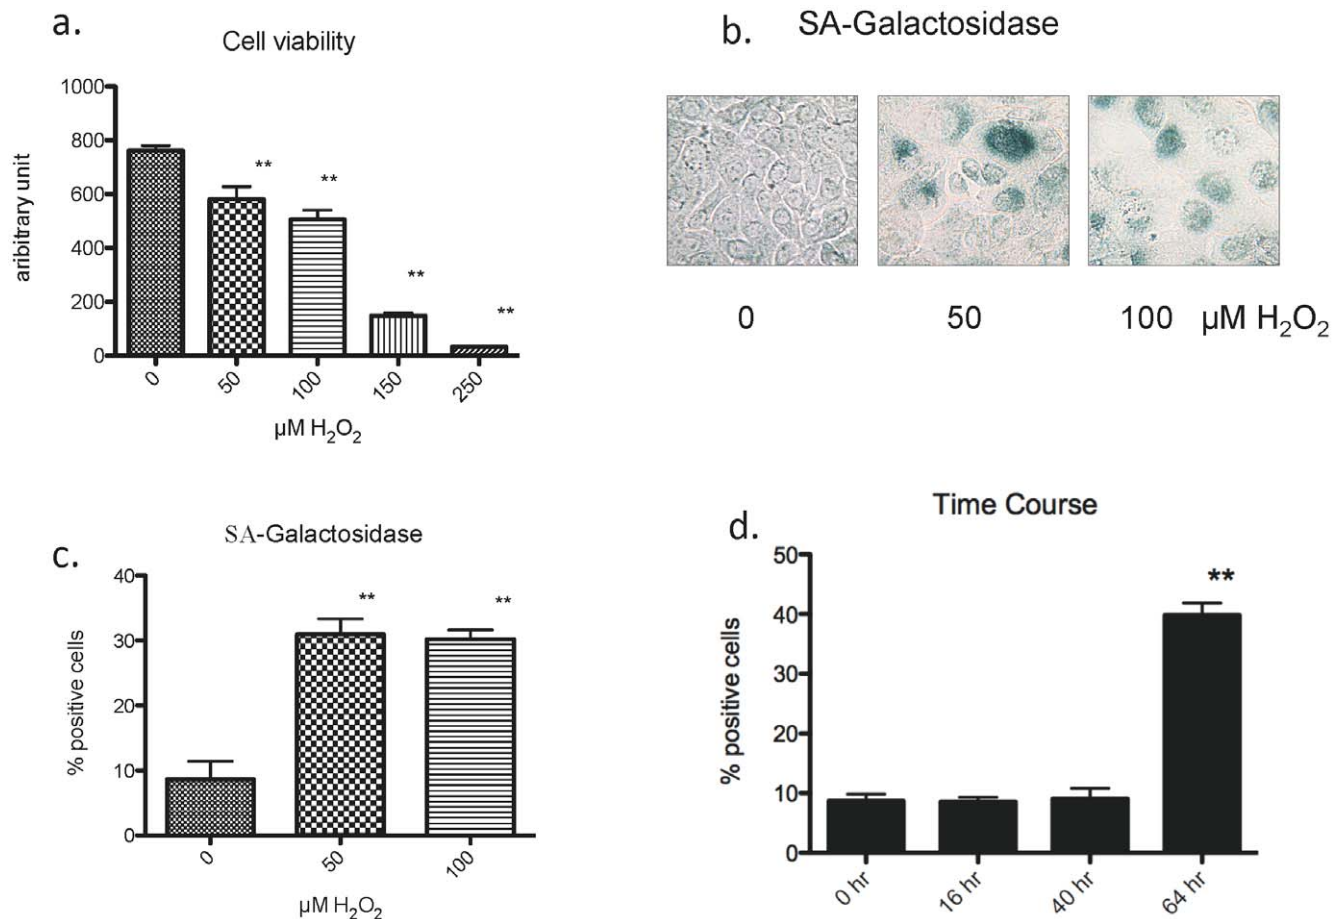 a.
Cell viability
aribitrary unit
1000
800
600
400
200
0
**
**
**
**
0
50
100
150
250
µM H₂O₂
b.
SA-Galactosidase
0
50
100
µM H₂O₂
c.
SA-Galactosidase
% positive cells
40
30
20
10
0
**
**
0
50
100
µM H₂O₂
d.
Time Course
% positive cells
50
40
30
20
10
0
**
0 hr
16 hr
40 hr
64 hr